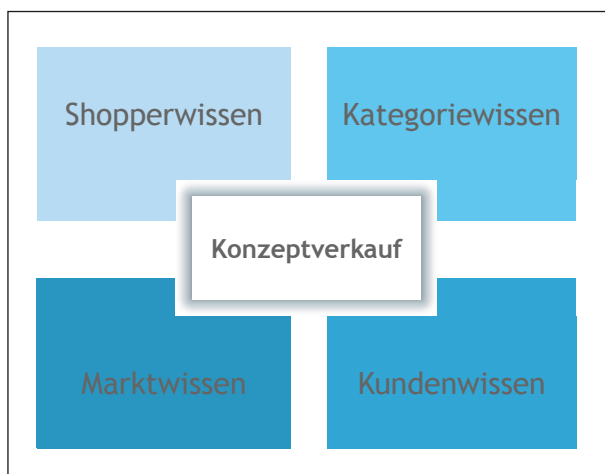 Shopperwissen
Kategoriewissen
Konzeptverkauf
Marktwissen
Kundenwissen